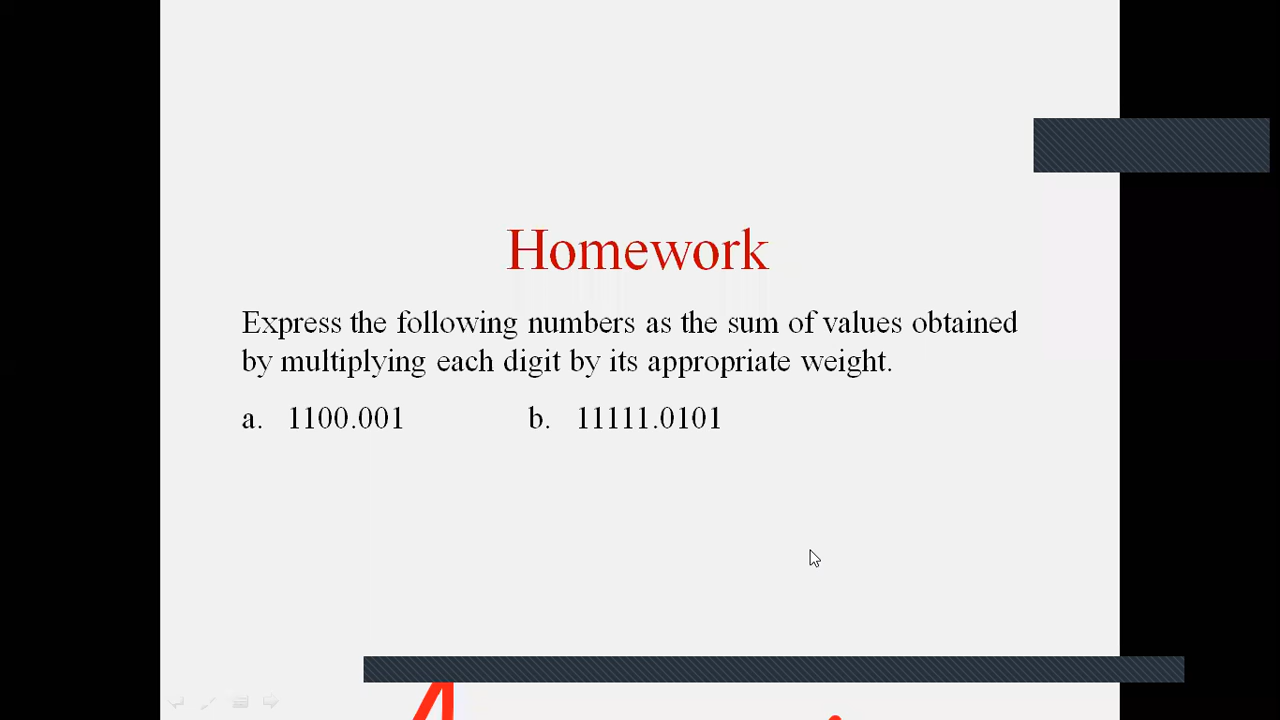 Homework
Express the following numbers as the sum of values obtained
by multiplying each digit by its appropriate weight.
a. 1100.001 b. 11111.0101